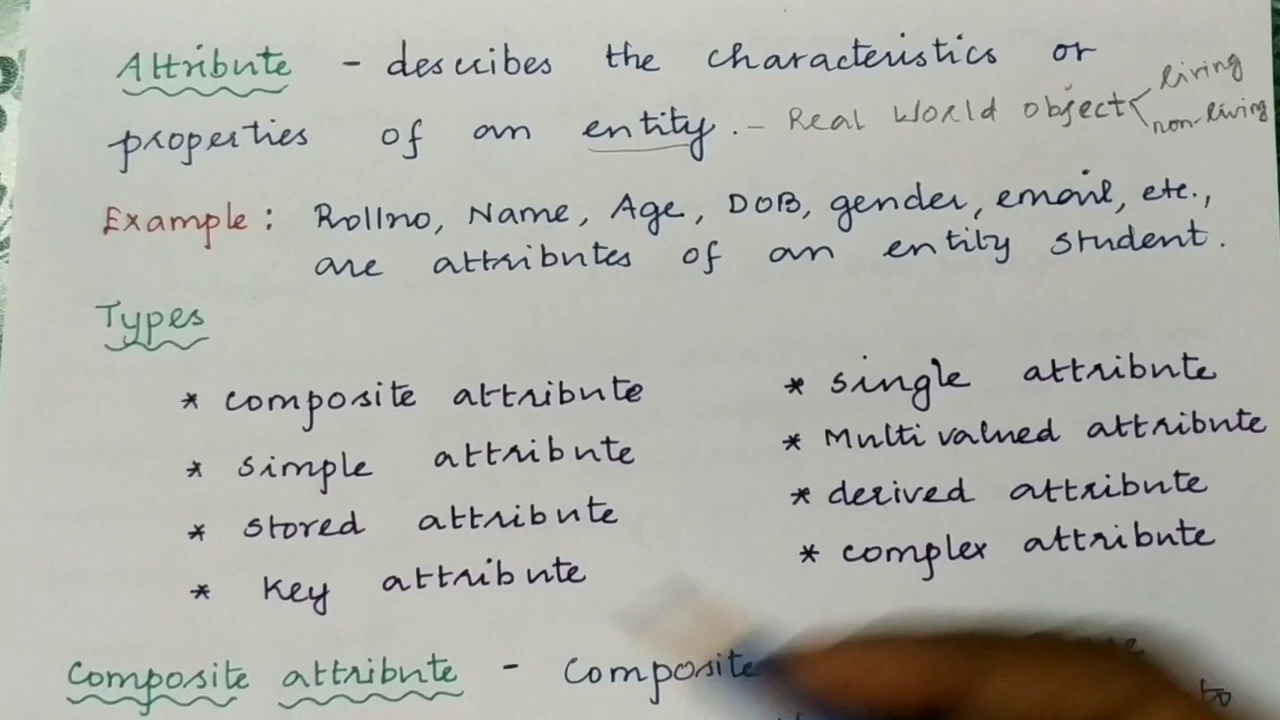 Attribute - describes the characteristics or
properties of an entity. - Real World object living
non-living
Example: Rollno, Name, Age, DOB, gender, email, etc.,
are attributes of an entity student.
Types
* composite attribute
* simple attribute
* stored attribute
* Key attribute
* single attribute
* Multivalued attribute
* derived attribute
* complex attribute
Composite attribute - Composite
to